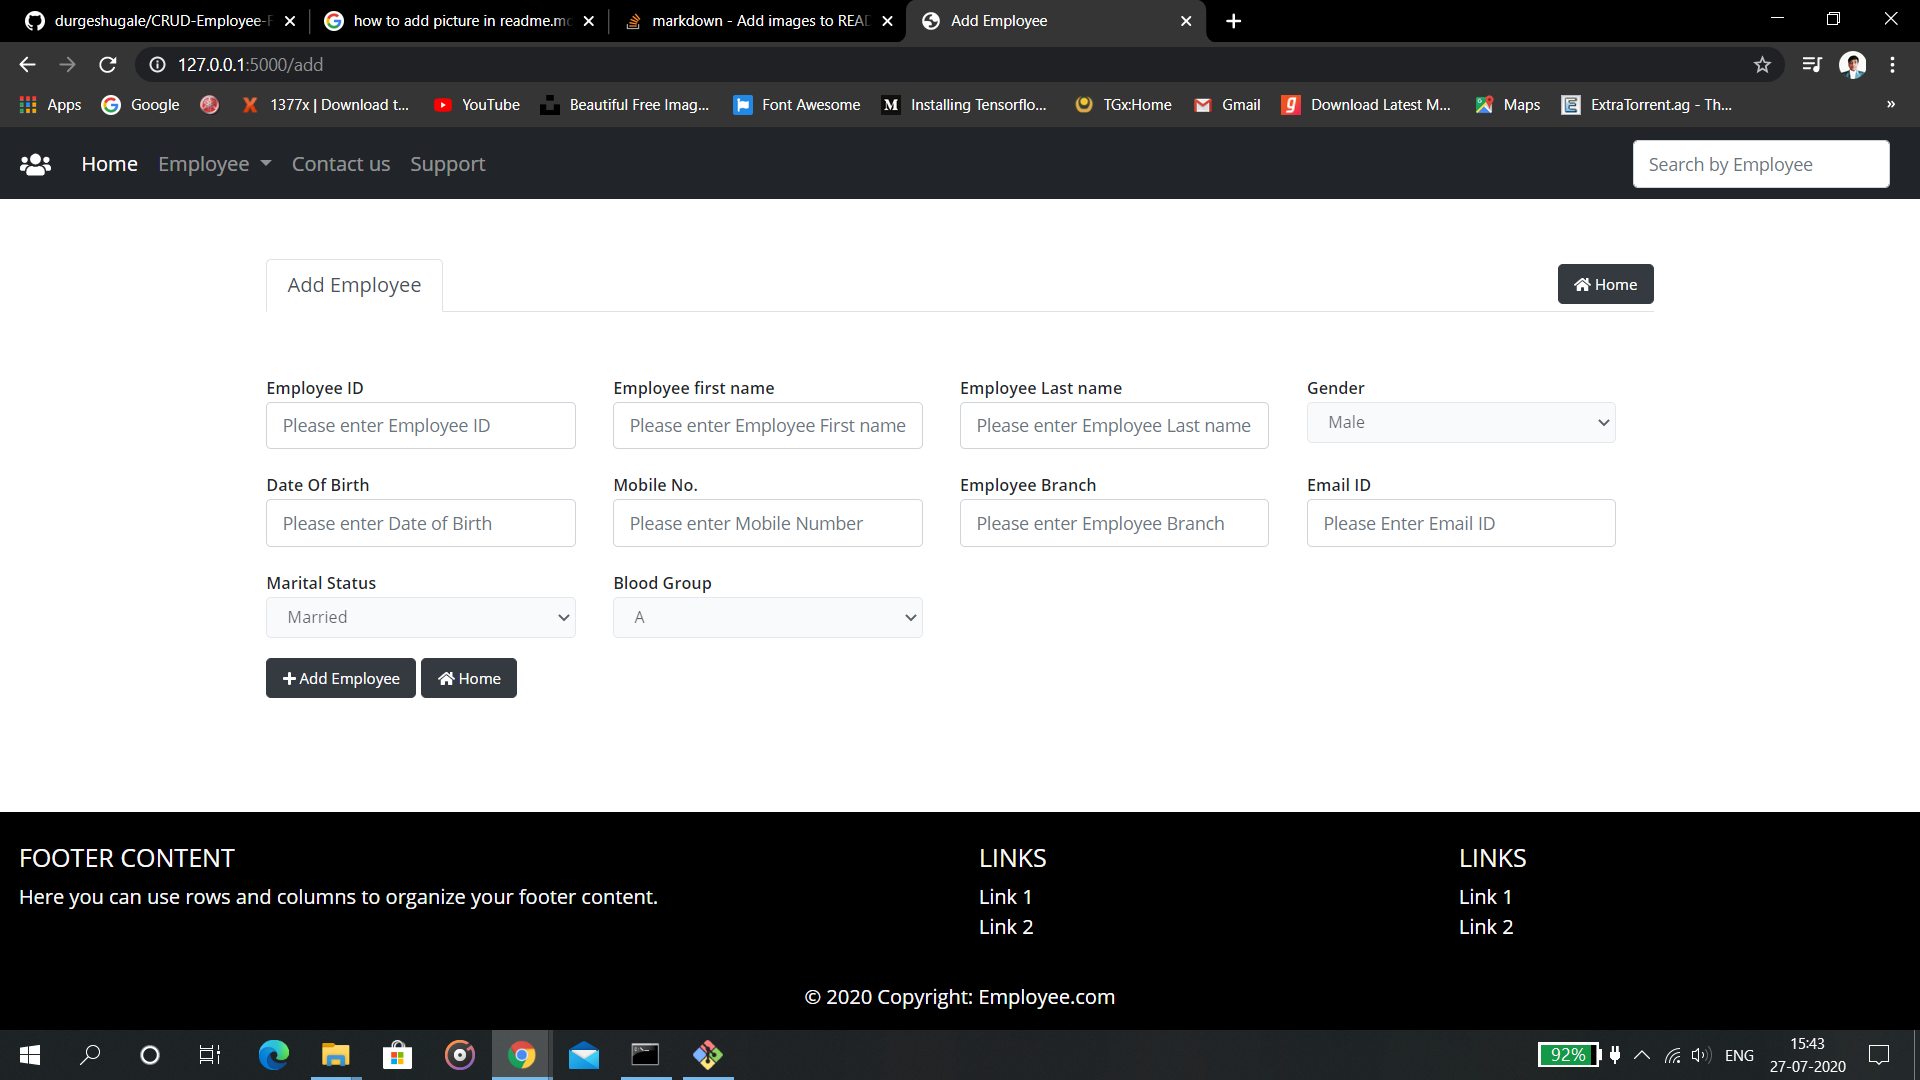 durgeshugale/CRUD-Employee-F
how to add picture in readme.md
markdown - Add images to READ
Add Employee
127.0.0.1:5000/add
Apps
Google
1377x | Download t...
YouTube
Beautiful Free Imag...
Font Awesome
Installing Tensorflo...
TGx:Home
Gmail
Download Latest M...
Maps
ExtraTorrent.ag - Th...
»
Home
Employee
Contact us
Support
Search by Employee
Add Employee
Home
Employee ID
Employee first name
Employee Last name
Gender
Please enter Employee ID
Please enter Employee First name
Please enter Employee Last name
Male
Date Of Birth
Mobile No.
Employee Branch
Email ID
Please enter Date of Birth
Please enter Mobile Number
Please enter Employee Branch
Please Enter Email ID
Marital Status
Blood Group
Married
A
Add Employee
Home
FOOTER CONTENT
Here you can use rows and columns to organize your footer content.
LINKS
Link 1
Link 2
LINKS
Link 1
Link 2
© 2020 Copyright: Employee.com
92%
ENG
15:43
27-07-2020